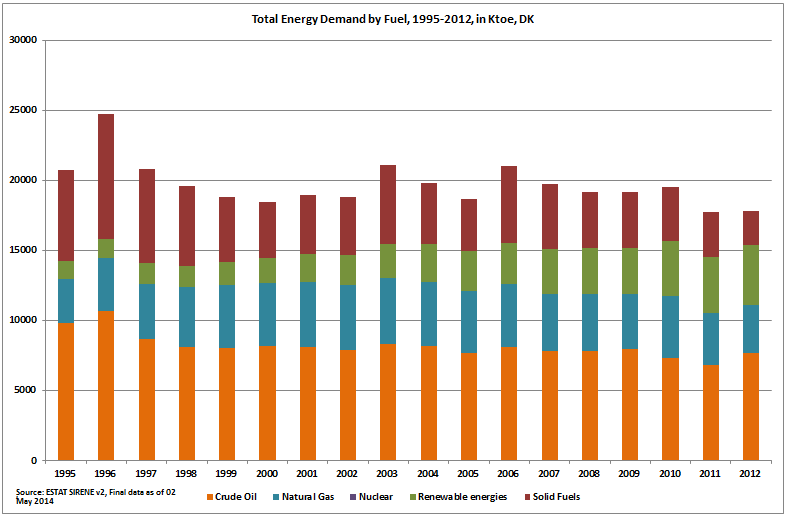 Total Energy Demand by Fuel, 1995-2012, in Ktoe, DK
30000
25000
20000
15000
10000
5000
0
1995 1996 1997 1998 1999 2000 2001 2002 2003 2004 2005 2006 2007 2008 2009 2010 2011 2012
Source: ESTAT SIRENE v2, Final data as of 02
May 2014
Crude Oil Natural Gas Nuclear Renewable energies Solid Fuels